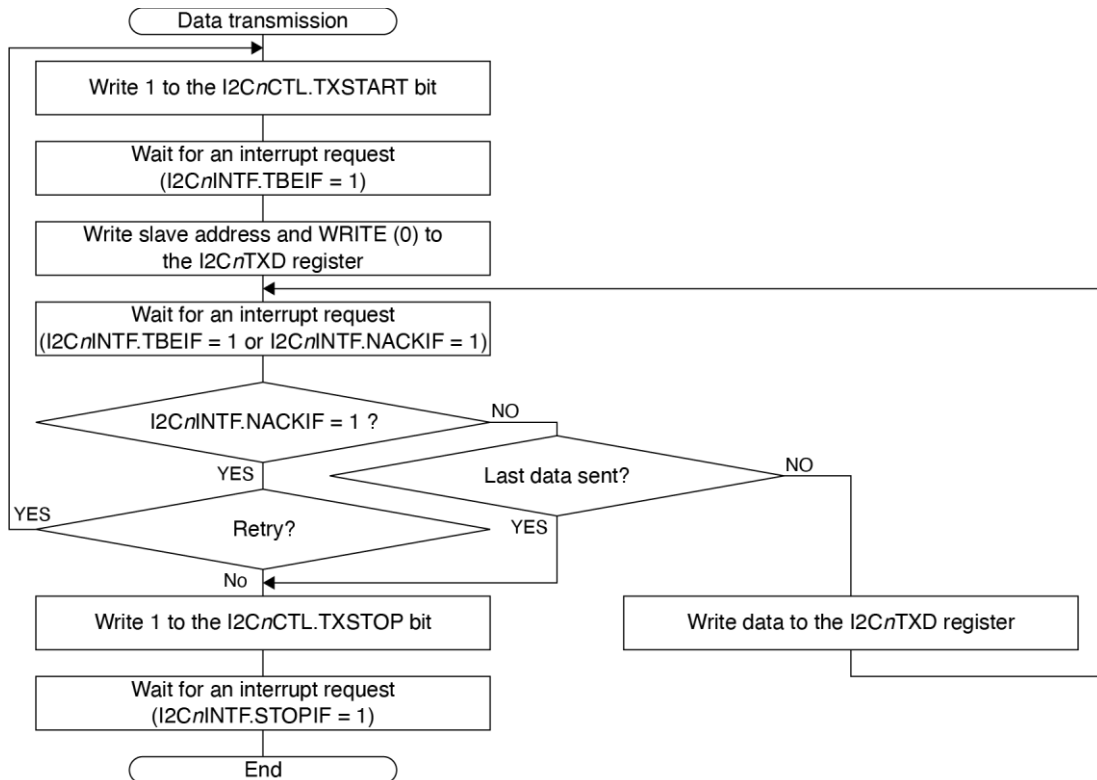 Data transmission
Write 1 to the I2CnCTL.TXSTART bit
Wait for an interrupt request
(I2CnINTF.TBEIF = 1)
Write slave address and WRITE (0) to
the I2CnTXD register
Wait for an interrupt request
(I2CnINTF.TBEIF = 1 or I2CnINTF.NACKIF = 1)
I2CnINTF.NACKIF = 1 ?
NO
YES
Last data sent?
NO
YES
Retry?
YES
No
Write 1 to the I2CnCTL.TXSTOP bit
Write data to the I2CnTXD register
Wait for an interrupt request
(I2CnINTF.STOPIF = 1)
End